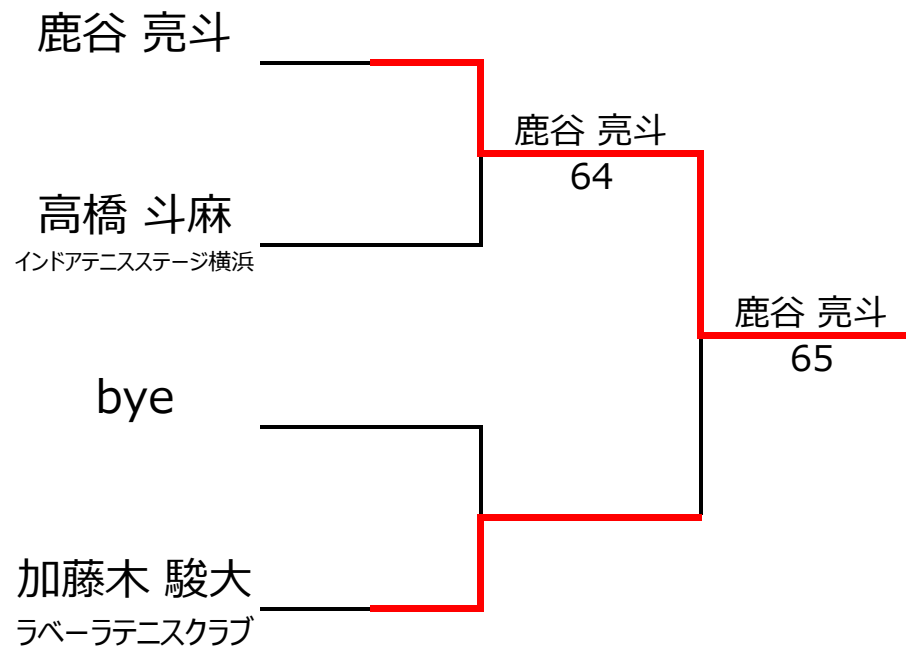 鹿谷 亮斗
鹿谷 亮斗
64
高橋 斗麻
インドアテニスステージ横浜
鹿谷 亮斗
65
bye
加藤木 駿大
ラベーラテニスクラブ